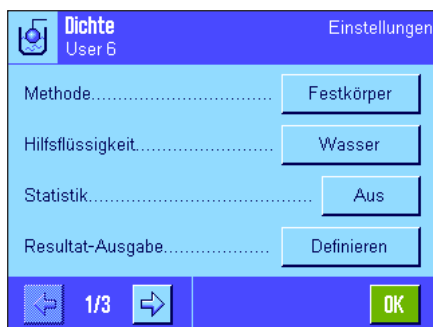 Dichte Einstellungen
User 6
Methode.............................. Festkörper
Hilfsflüssigkeit........................ Wasser
Statistik....................................... Aus
Resultat-Ausgabe................... Definieren
1/3 OK